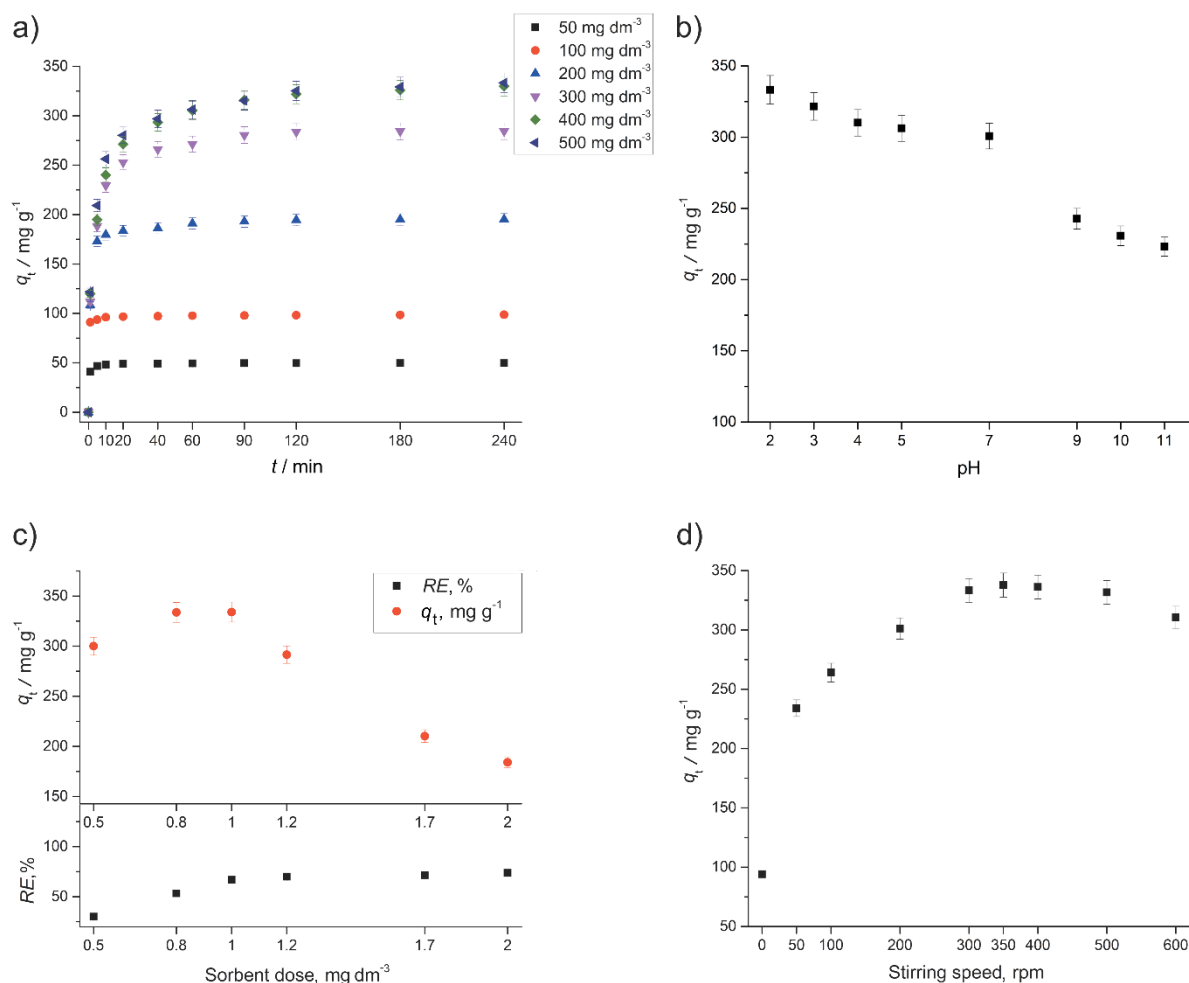 a)
50 mg dm⁻³
100 mg dm⁻³
200 mg dm⁻³
300 mg dm⁻³
400 mg dm⁻³
500 mg dm⁻³
350
300
250
200
150
100
50
0
qₜ / mg g⁻¹
0 10 20 40 60 90 120 180 240
t / min
b)
350
300
250
200
150
100
qₜ / mg g⁻¹
2 3 4 5 7 9 10 11
pH
c)
RE, %
qₜ, mg g⁻¹
350
300
250
200
150
qₜ / mg g⁻¹
0.5 0.8 1 1.2 1.7 2
100
50
RE,%
0.5 0.8 1 1.2 1.7 2
Sorbent dose, mg dm⁻³
d)
350
300
250
200
150
100
50
qₜ / mg g⁻¹
0 50 100 200 300 350 400 500 600
Stirring speed, rpm